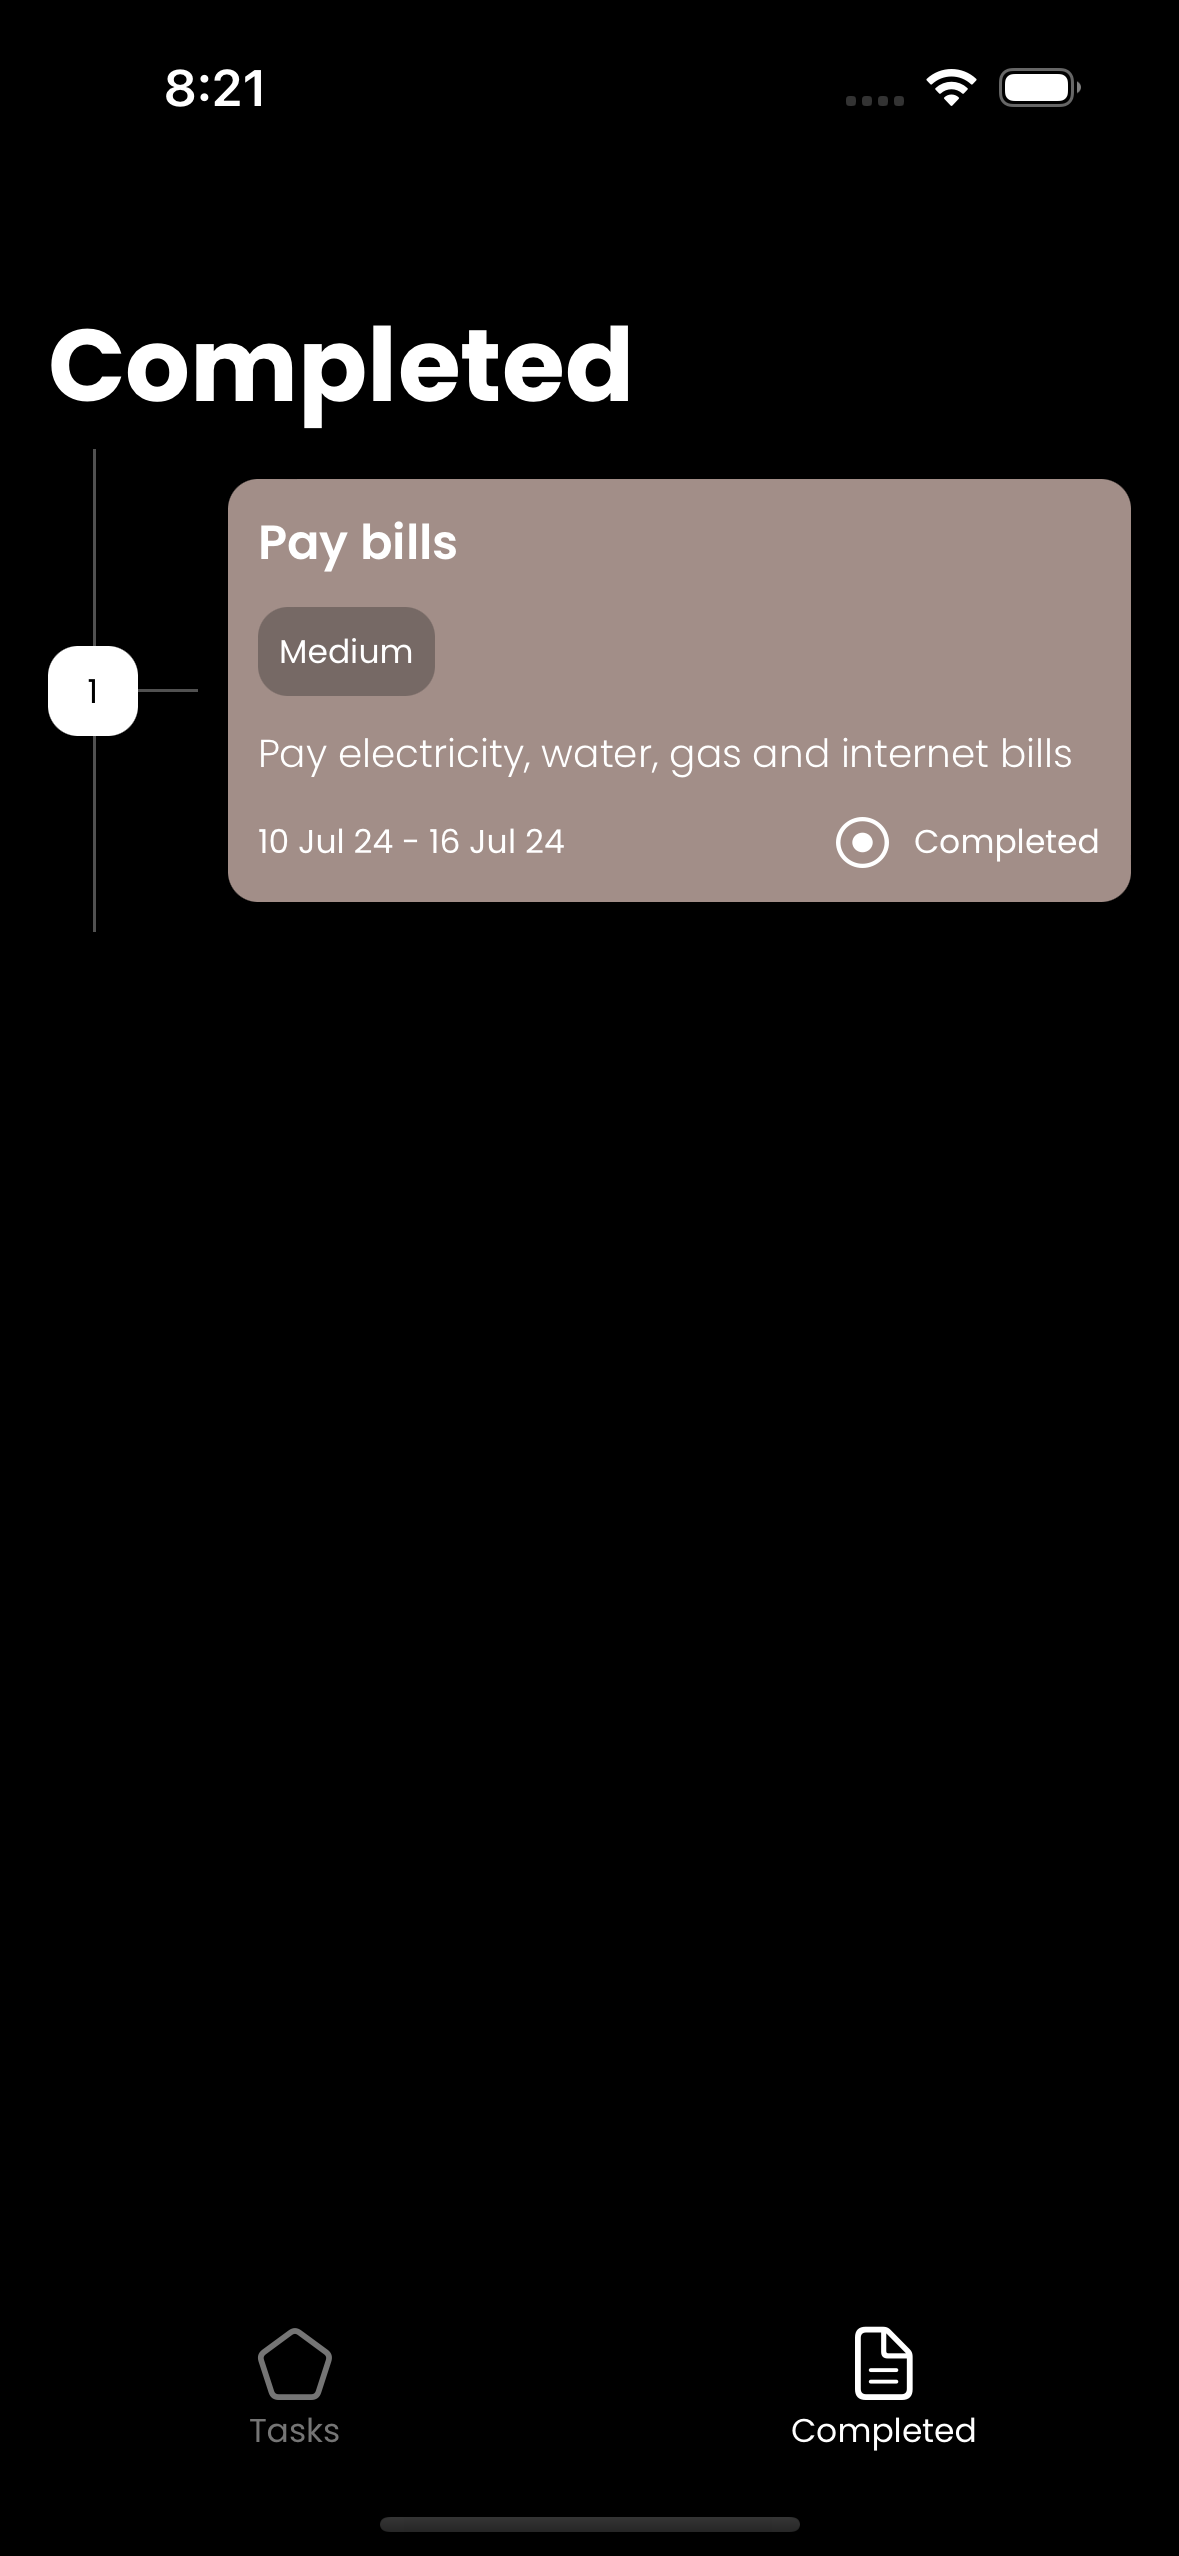 8:21
Completed
Pay bills
Medium
1
Pay electricity, water, gas and internet bills
10 Jul 24 - 16 Jul 24
Completed
Tasks
Completed